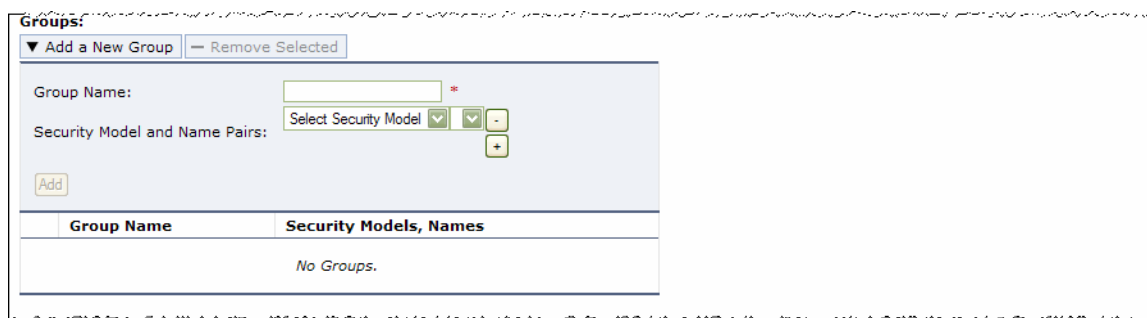 Groups:
▼ Add a New Group — Remove Selected
Group Name: *
Select Security Model -
Security Model and Name Pairs:
+
Add
Group Name Security Models, Names
No Groups.